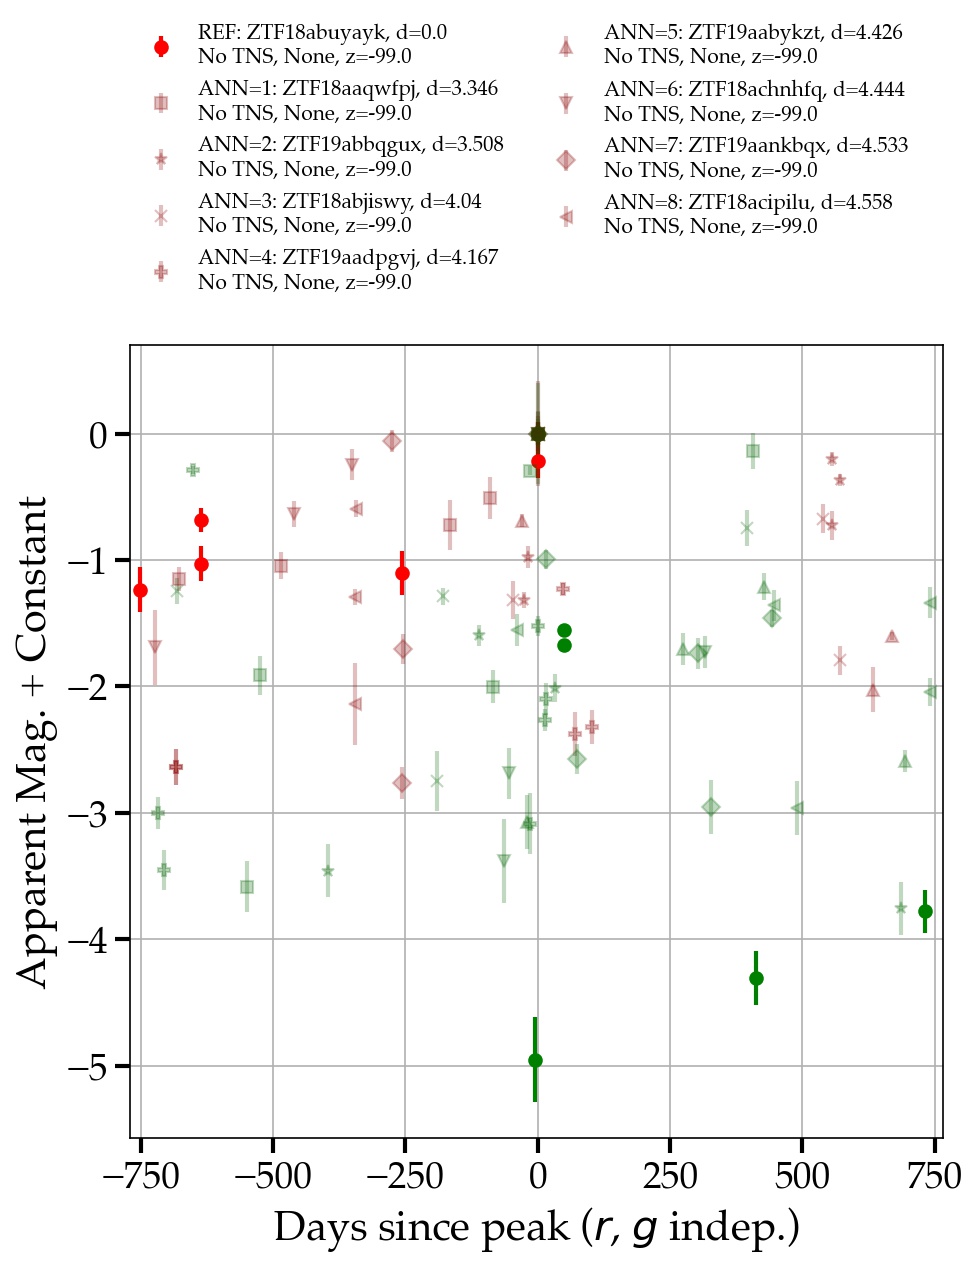 REF: ZTF18abuyayk, d=0.0
No TNS, None, z=-99.0
ANN=1: ZTF18aaqwfpj, d=3.346
No TNS, None, z=-99.0
ANN=2: ZTF19abbqgux, d=3.508
No TNS, None, z=-99.0
ANN=3: ZTF18abjiswy, d=4.04
No TNS, None, z=-99.0
ANN=4: ZTF19aadpgvj, d=4.167
No TNS, None, z=-99.0
ANN=5: ZTF19aabykzt, d=4.426
No TNS, None, z=-99.0
ANN=6: ZTF18achnhfq, d=4.444
No TNS, None, z=-99.0
ANN=7: ZTF19aankbqx, d=4.533
No TNS, None, z=-99.0
ANN=8: ZTF18acipilu, d=4.558
No TNS, None, z=-99.0
Apparent Mag. + Constant
0
−1
−2
−3
−4
−5
−750 −500 −250 0 250 500 750
Days since peak (r, g indep.)